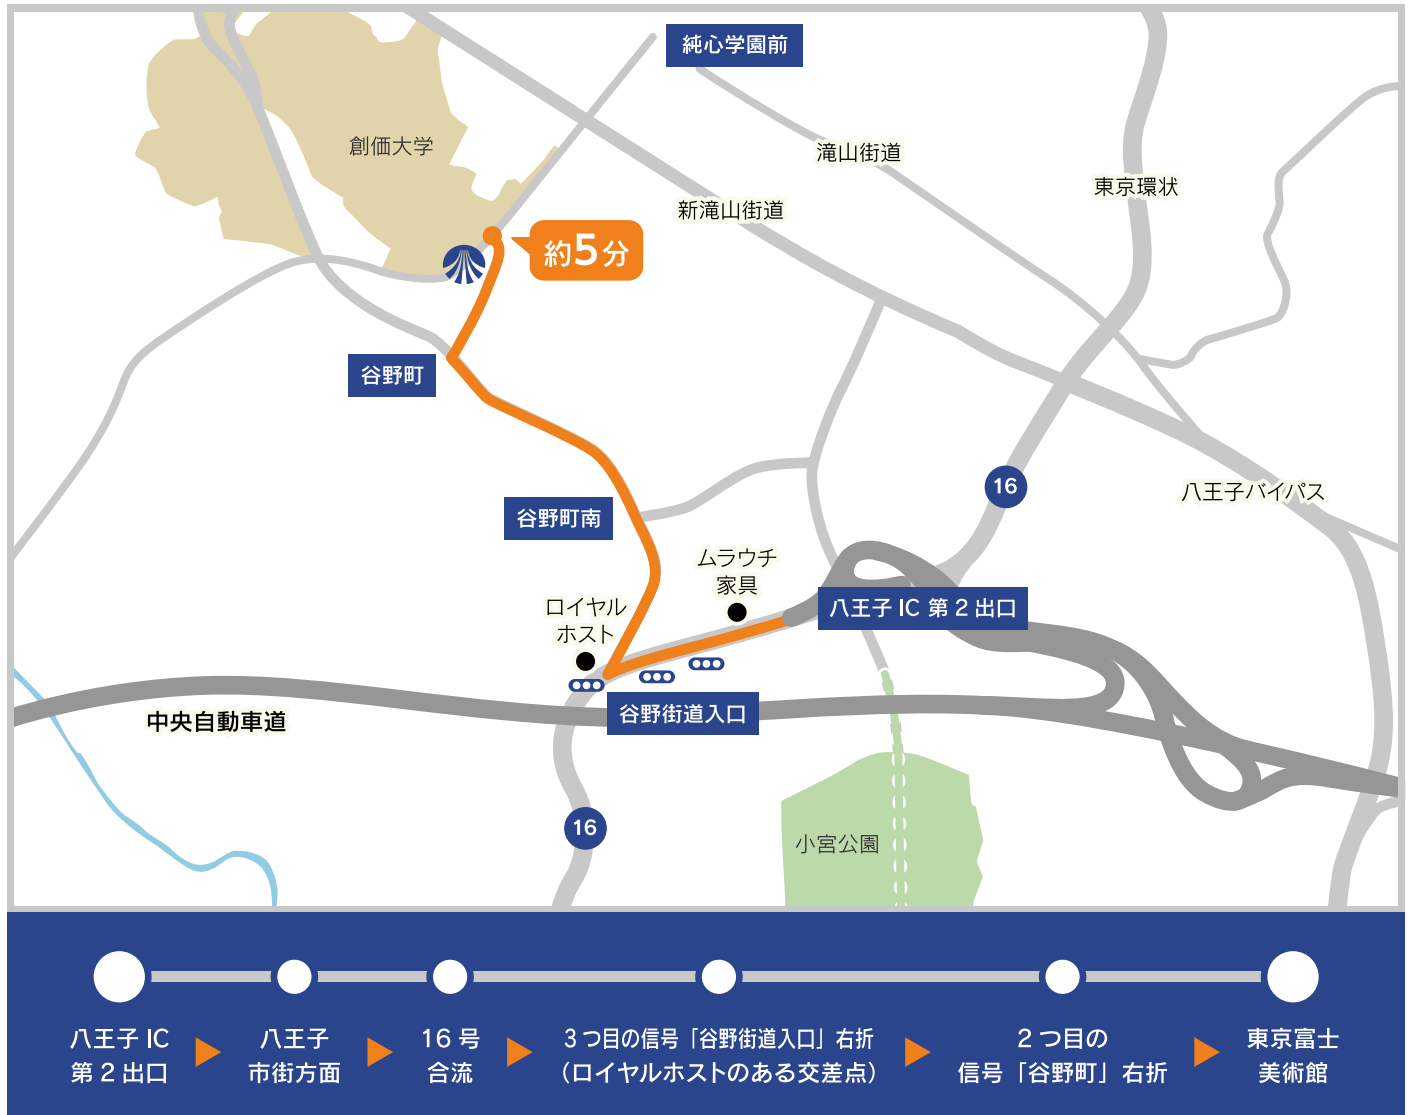 純心学園前
創価大学
滝山街道
東京環状
新滝山街道
約5分
谷野町
16
八王子バイパス
谷野町南
ムラウチ
家具
ロイヤル
ホスト
八王子 IC 第 2 出口
谷野街道入口
中央自動車道
16
小宮公園
八王子 IC
第 2 出口
八王子
市街方面
16 号
合流
3 つ目の信号「谷野街道入口」右折
（ロイヤルホストのある交差点）
2 つ目の
信号「谷野町」右折
東京富士
美術館